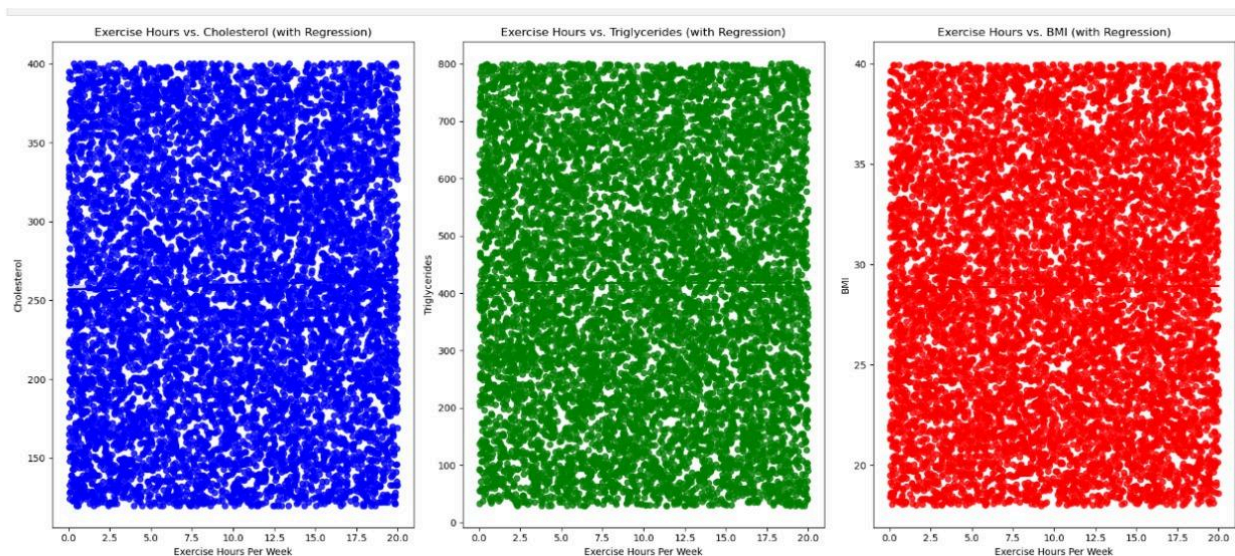 Exercise Hours vs. Cholesterol (with Regression)
400
350
300
250
200
150
Cholesterol
0.0 2.5 5.0 7.5 10.0 12.5 15.0 17.5 20.0
Exercise Hours Per Week
Exercise Hours vs. Triglycerides (with Regression)
800
700
600
500
400
300
200
100
0
Triglycerides
0.0 2.5 5.0 7.5 10.0 12.5 15.0 17.5 20.0
Exercise Hours Per Week
Exercise Hours vs. BMI (with Regression)
40
35
30
25
20
BMI
0.0 2.5 5.0 7.5 10.0 12.5 15.0 17.5 20.0
Exercise Hours Per Week